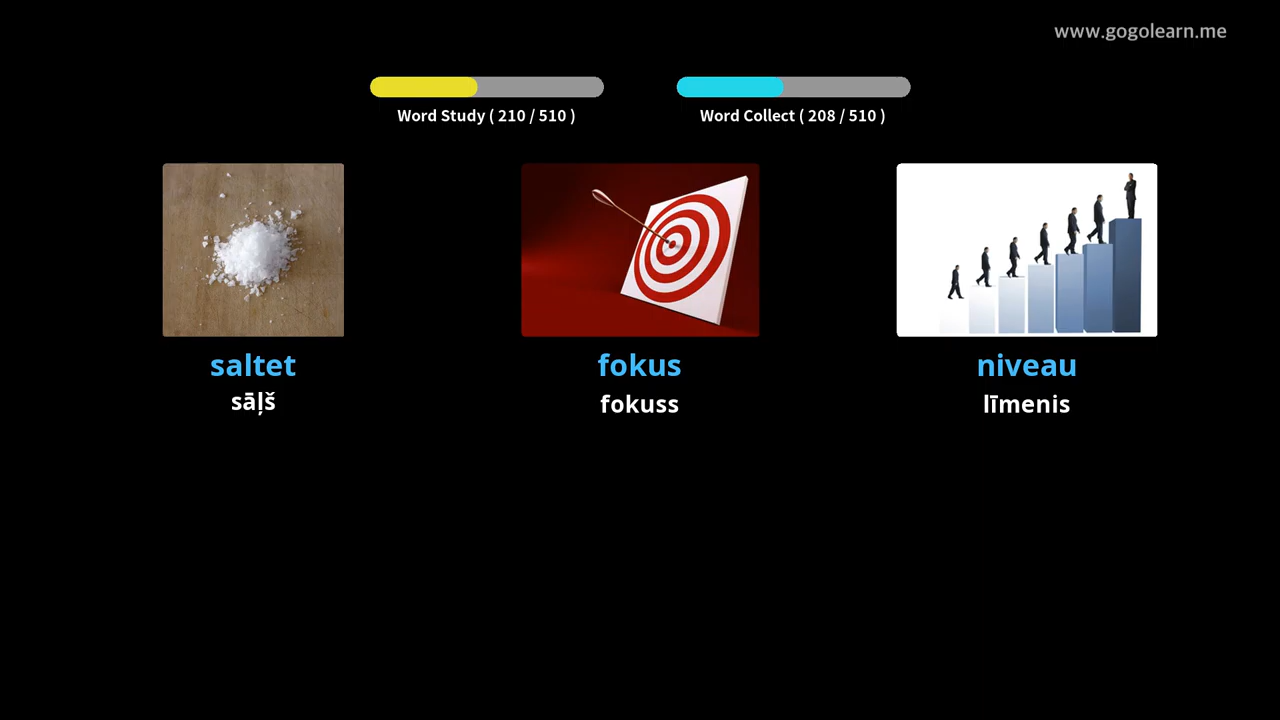 www.gogolearn.me
Word Study ( 210 / 510 )
Word Collect ( 208 / 510 )
saltet
fokus
niveau
sāļš
fokuss
līmenis